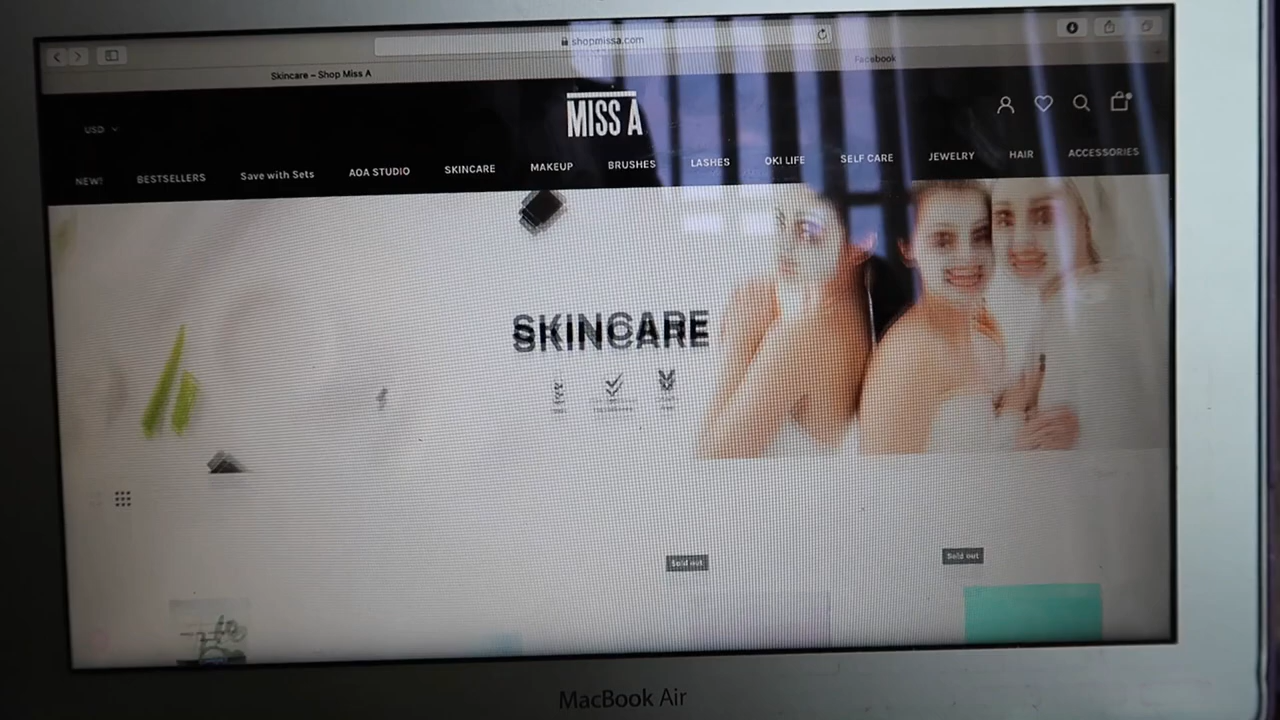 shopmissa.com
Skincare – Shop Miss A
Facebook
MISS A
USD
NEW!
BESTSELLERS
Save with Sets
AOA STUDIO
SKINCARE
MAKEUP
BRUSHES
LASHES
OKI LIFE
SELF CARE
JEWELRY
HAIR
ACCESSORIES
SKINCARE
Sold out
Sold out
MacBook Air